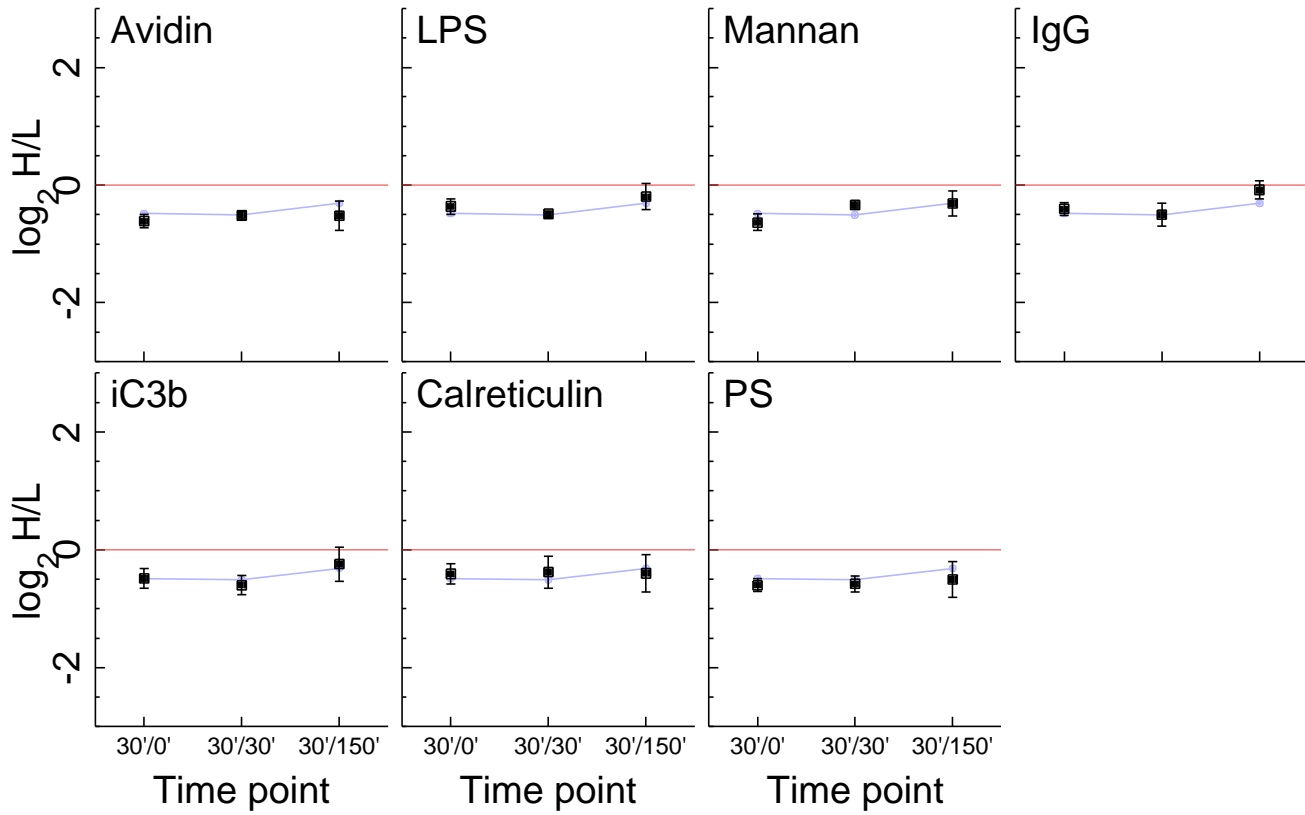 Avidin LPS Mannan IgG
2
0
-2
log2 H/L
iC3b Calreticulin PS
2
0
-2
log2 H/L
30'/0' 30'/30' 30'/150' 30'/0' 30'/30' 30'/150' 30'/0' 30'/30' 30'/150'
Time point Time point Time point